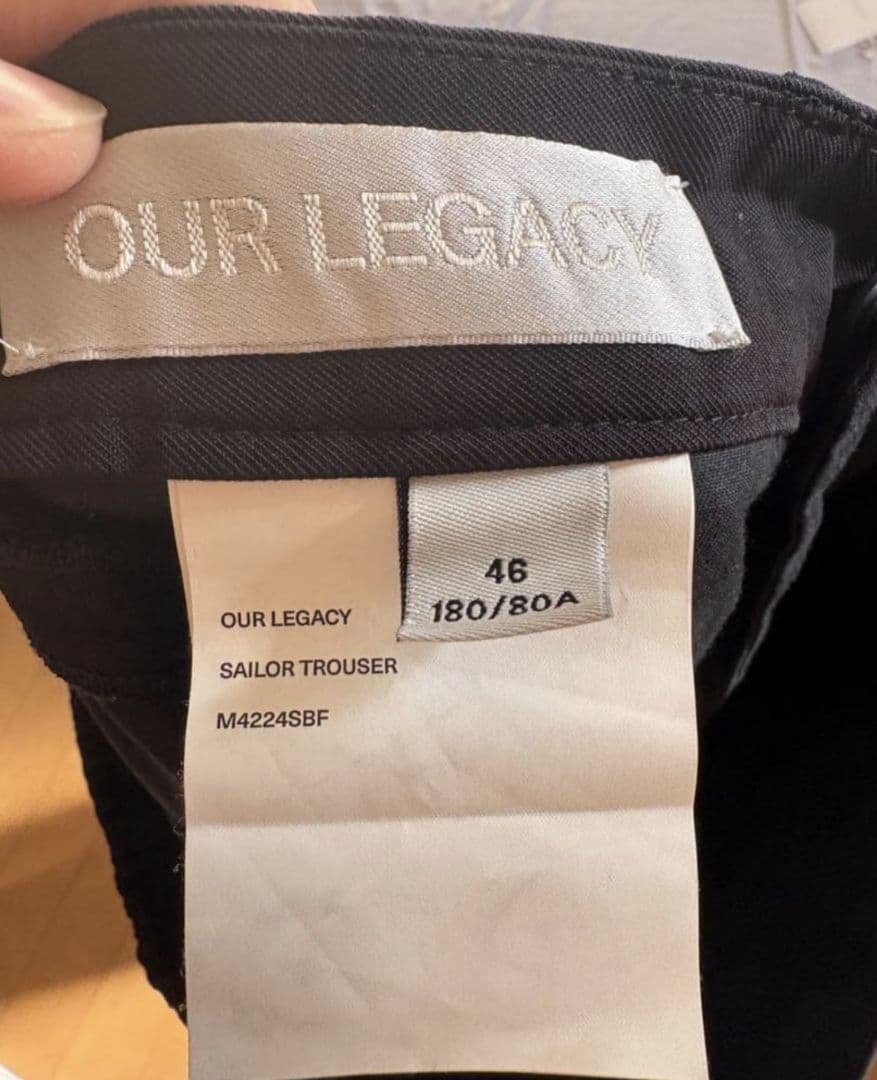 OUR LEGACY
46
180/80A
OUR LEGACY
SAILOR TROUSER
M4224SBF